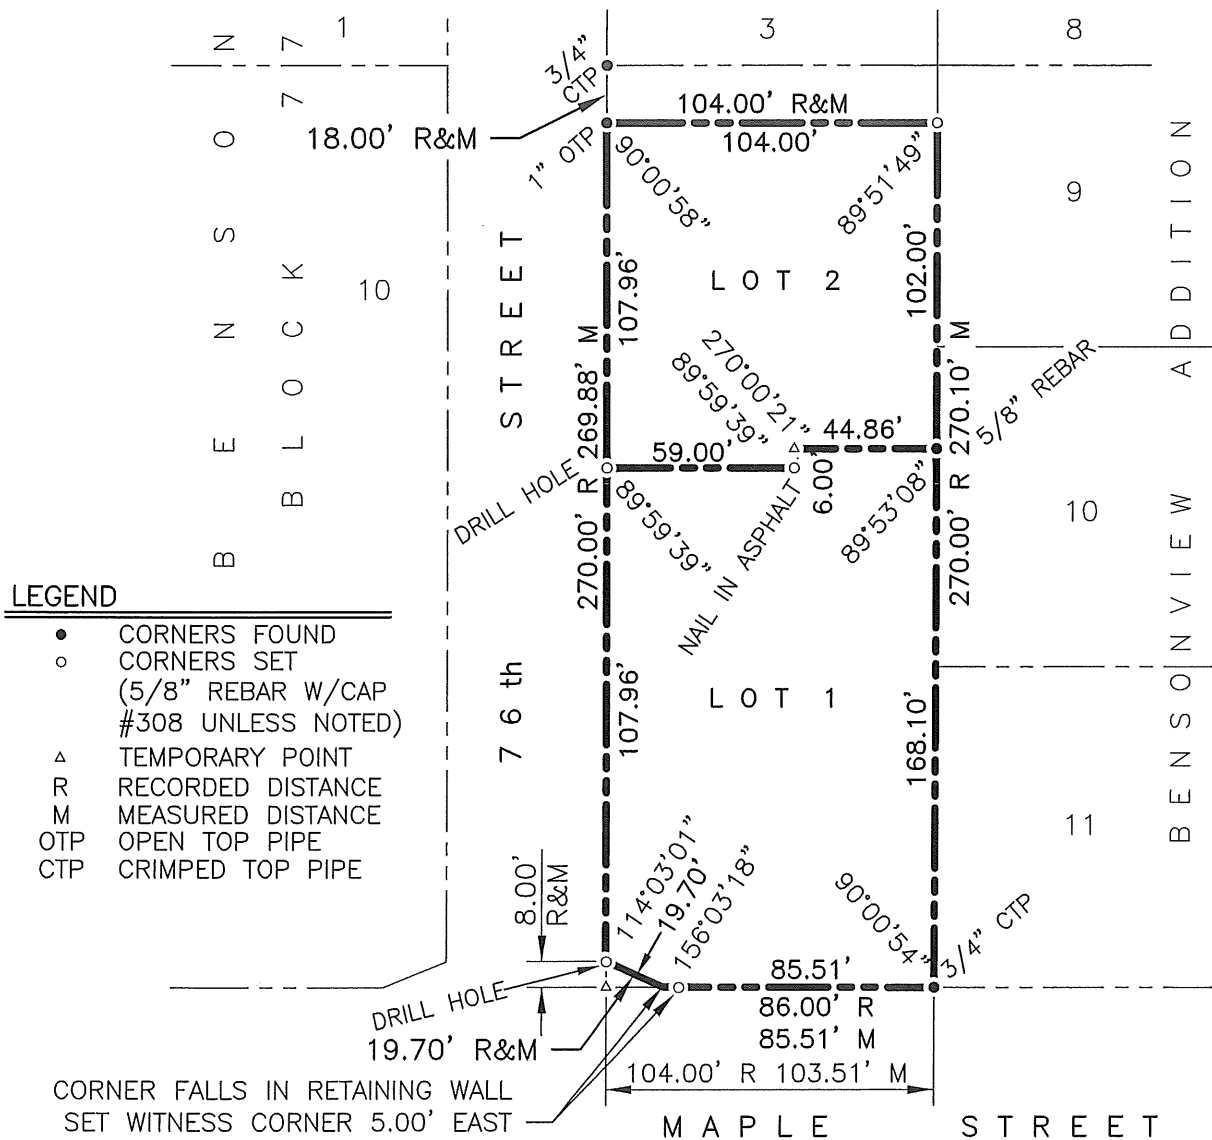 1
3
8
BENSON
BLOCK 7
7
3/4” CTP
104.00' R&M
104.00'
18.00' R&M
1” OTP
90°00'58”
89°51'49”
9
107.96'
LOT 2
102.00'
10
STREET
269.88' M
270.00' R
270°00'21”
89°59'39”
270.10' M
270.00' R
5/8” REBAR
44.86'
59.00'
6.00'
DRILL HOLE
89°59'39”
NAIL IN ASPHALT
89°53'08”
10
BENSONVIEW ADDITION
LEGEND
CORNERS FOUND
CORNERS SET
(5/8” REBAR W/CAP
#308 UNLESS NOTED)
TEMPORARY POINT
R RECORDED DISTANCE
M MEASURED DISTANCE
OTP OPEN TOP PIPE
CTP CRIMPED TOP PIPE
76th
107.96'
LOT 1
168.10'
11
8.00'
R&M
114°03'01”
19.70'
156°03'18”
90°00'54”
3/4” CTP
DRILL HOLE
85.51'
86.00' R
85.51' M
19.70' R&M
104.00' R 103.51' M
CORNER FALLS IN RETAINING WALL
SET WITNESS CORNER 5.00' EAST
MAPLE STREET